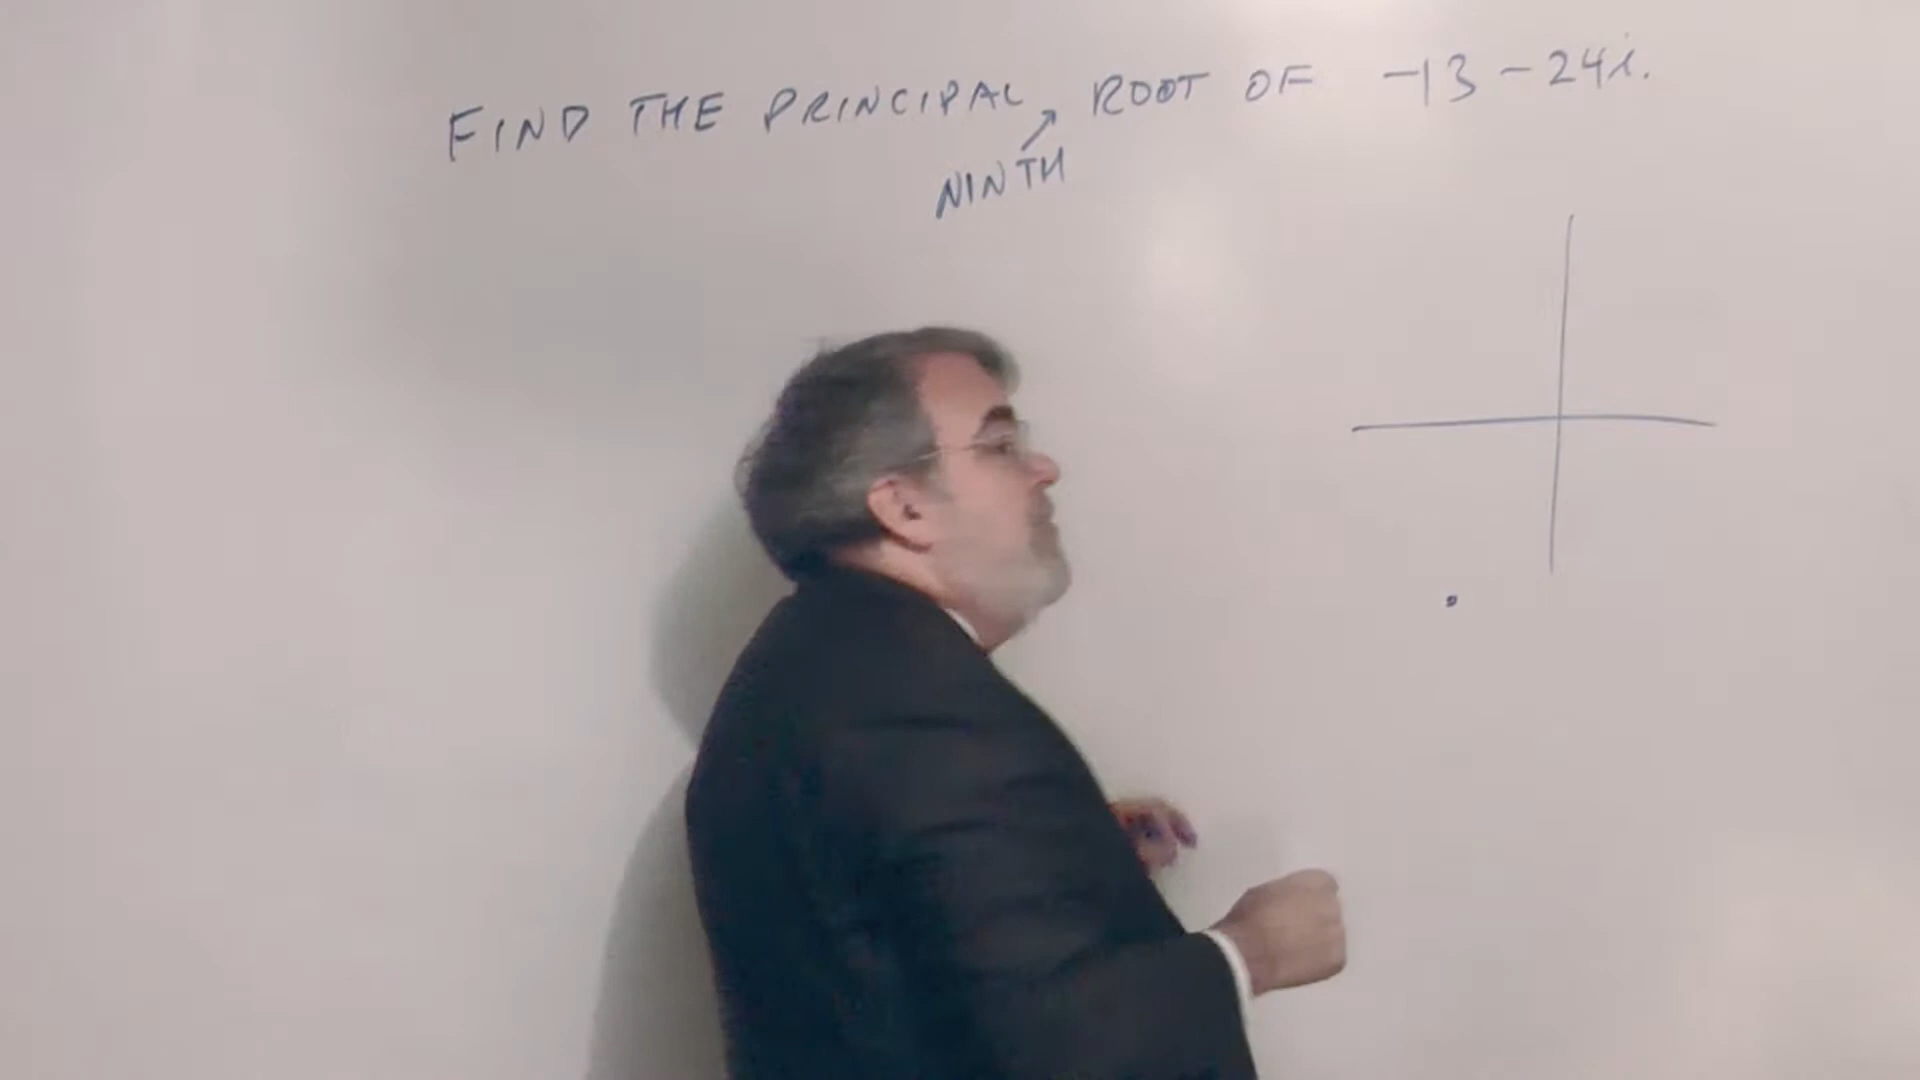 FIND THE PRINCIPAL ROOT OF -13-24i.
NINTH